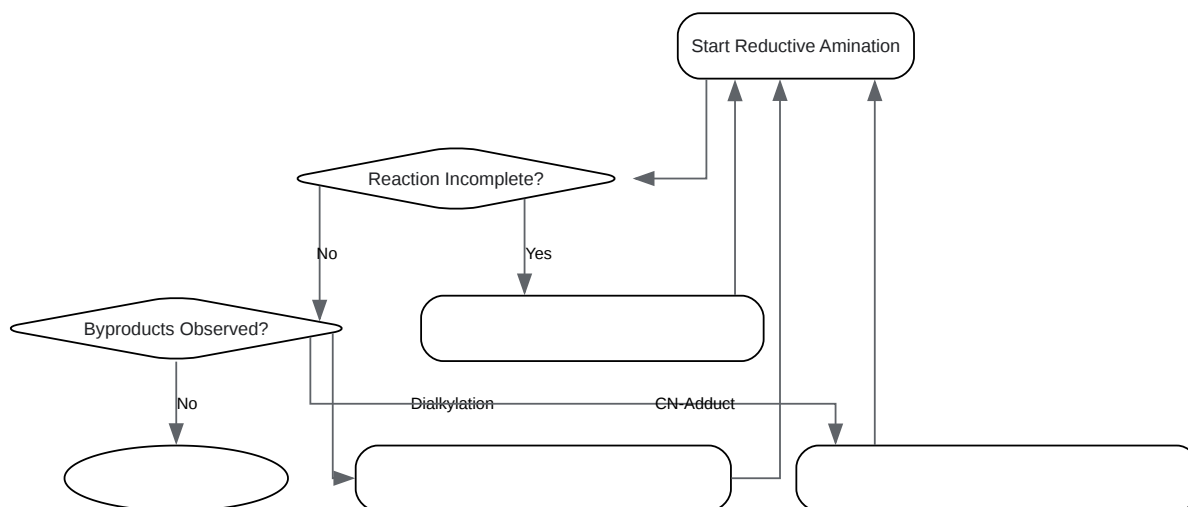 Start Reductive Amination
Reaction Incomplete?
No
Yes
Byproducts Observed?
No
Dialkylation
CN-Adduct